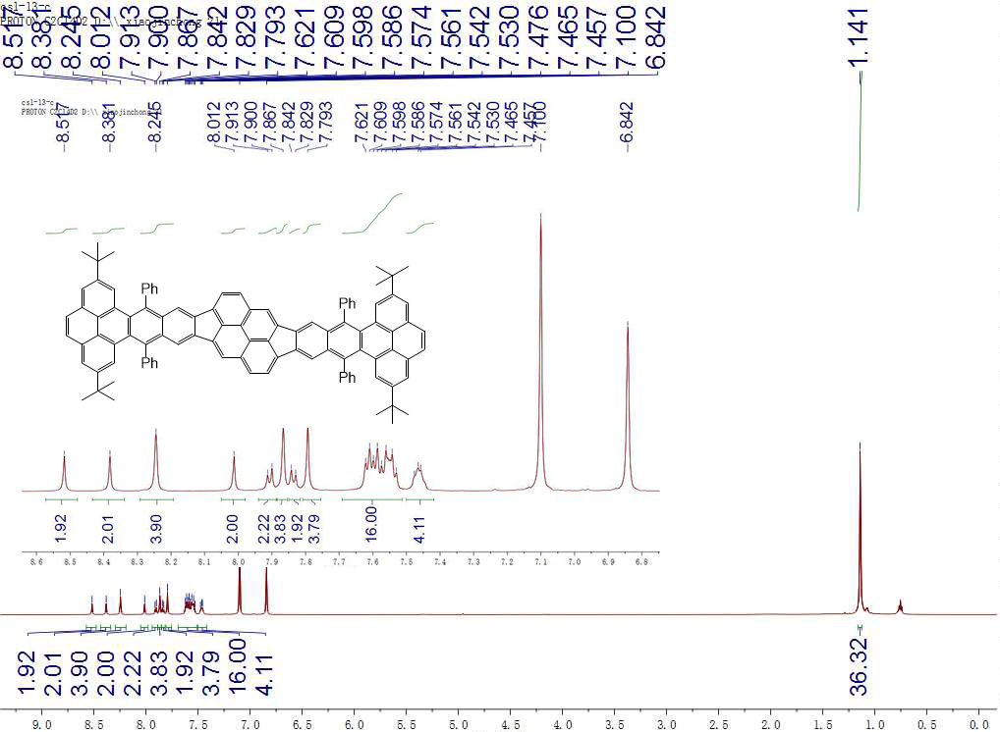 csl-13-c
PROTON C2Cl4D2 D:\\ xiaojinchong 21
8.517 8.381 8.245 8.012 7.913 7.900 7.867 7.842 7.829 7.793 7.621 7.609 7.598 7.586 7.574 7.561 7.542 7.530 7.476 7.465 7.457 7.100 6.842 1.141
csl-13-c
PROTON C2Cl4D2 D:\\ xiaojinchong
8.517 8.381 8.245 8.012 7.913 7.900 7.867 7.842 7.829 7.793 7.621 7.609 7.598 7.586 7.574 7.561 7.542 7.530 7.465 7.457 7.100 6.842
Ph Ph
Ph Ph
1.92 2.01 3.90 2.00 2.22 3.83 1.92 3.79 16.00 4.11
8.6 8.5 8.4 8.3 8.2 8.1 8.0 7.9 7.8 7.7 7.6 7.5 7.4 7.3 7.2 7.1 7.0 6.9 6.8
1.92 2.01 3.90 2.00 2.22 3.83 1.92 3.79 16.00 4.11 36.32
9.0 8.5 8.0 7.5 7.0 6.5 6.0 5.5 5.0 4.5 4.0 3.5 3.0 2.5 2.0 1.5 1.0 0.5 0.0